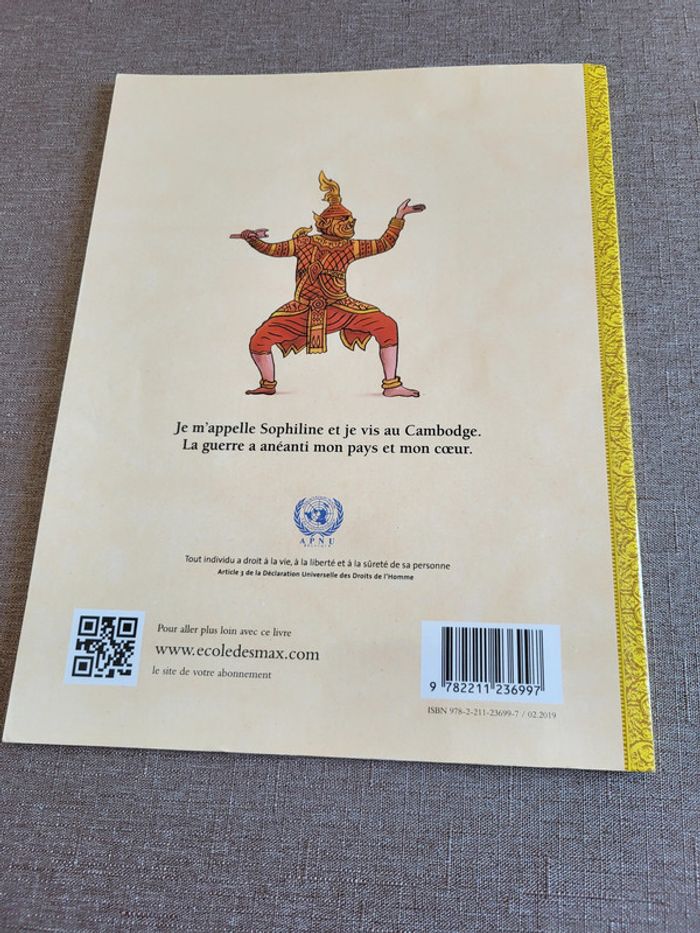 Je m'appelle Sophiline et je vis au Cambodge.
La guerre a anéanti mon pays et mon cœur.
APNU
Tout individu a droit à la vie, à la liberté et à la sûreté de sa personne
Article 3 de la Déclaration Universelle des Droits de l'Homme
Pour aller plus loin avec ce livre
www.ecoledesmax.com
le site de votre abonnement
9 782211 236997
ISBN 978-2-211-23699-7 / 02.2019